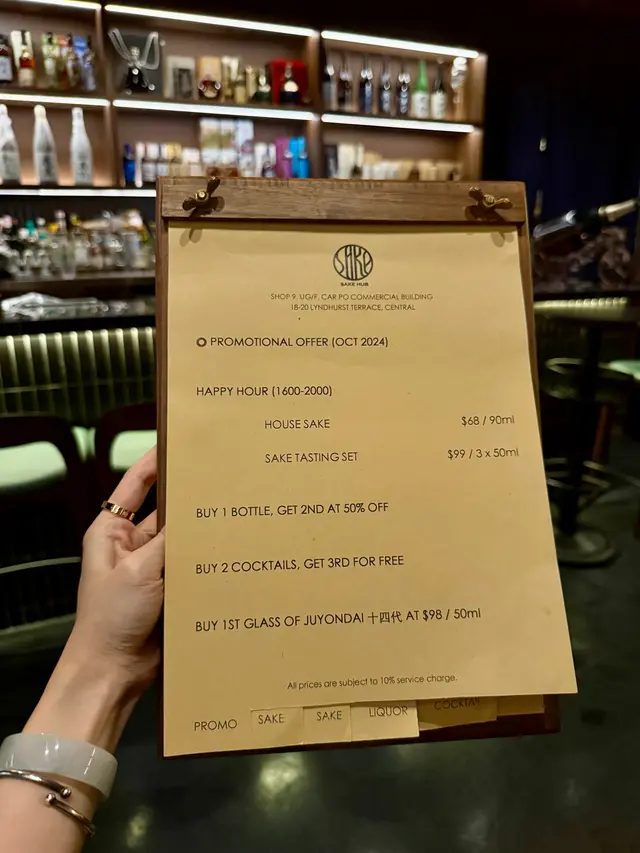 SAKE
SAKE HUB
SHOP 9, UG/F, CAR PO COMMERCIAL BUILDING
18-20 LYNDHURST TERRACE, CENTRAL
PROMOTIONAL OFFER (OCT 2024)
HAPPY HOUR (1600-2000)
HOUSE SAKE $68 / 90ml
SAKE TASTING SET $99 / 3 x 50ml
BUY 1 BOTTLE, GET 2ND AT 50% OFF
BUY 2 COCKTAILS, GET 3RD FOR FREE
BUY 1ST GLASS OF JUYONDAI 十四代 AT $98 / 50ml
All prices are subject to 10% service charge.
PROMO SAKE SAKE LIQUOR COCKTAIL